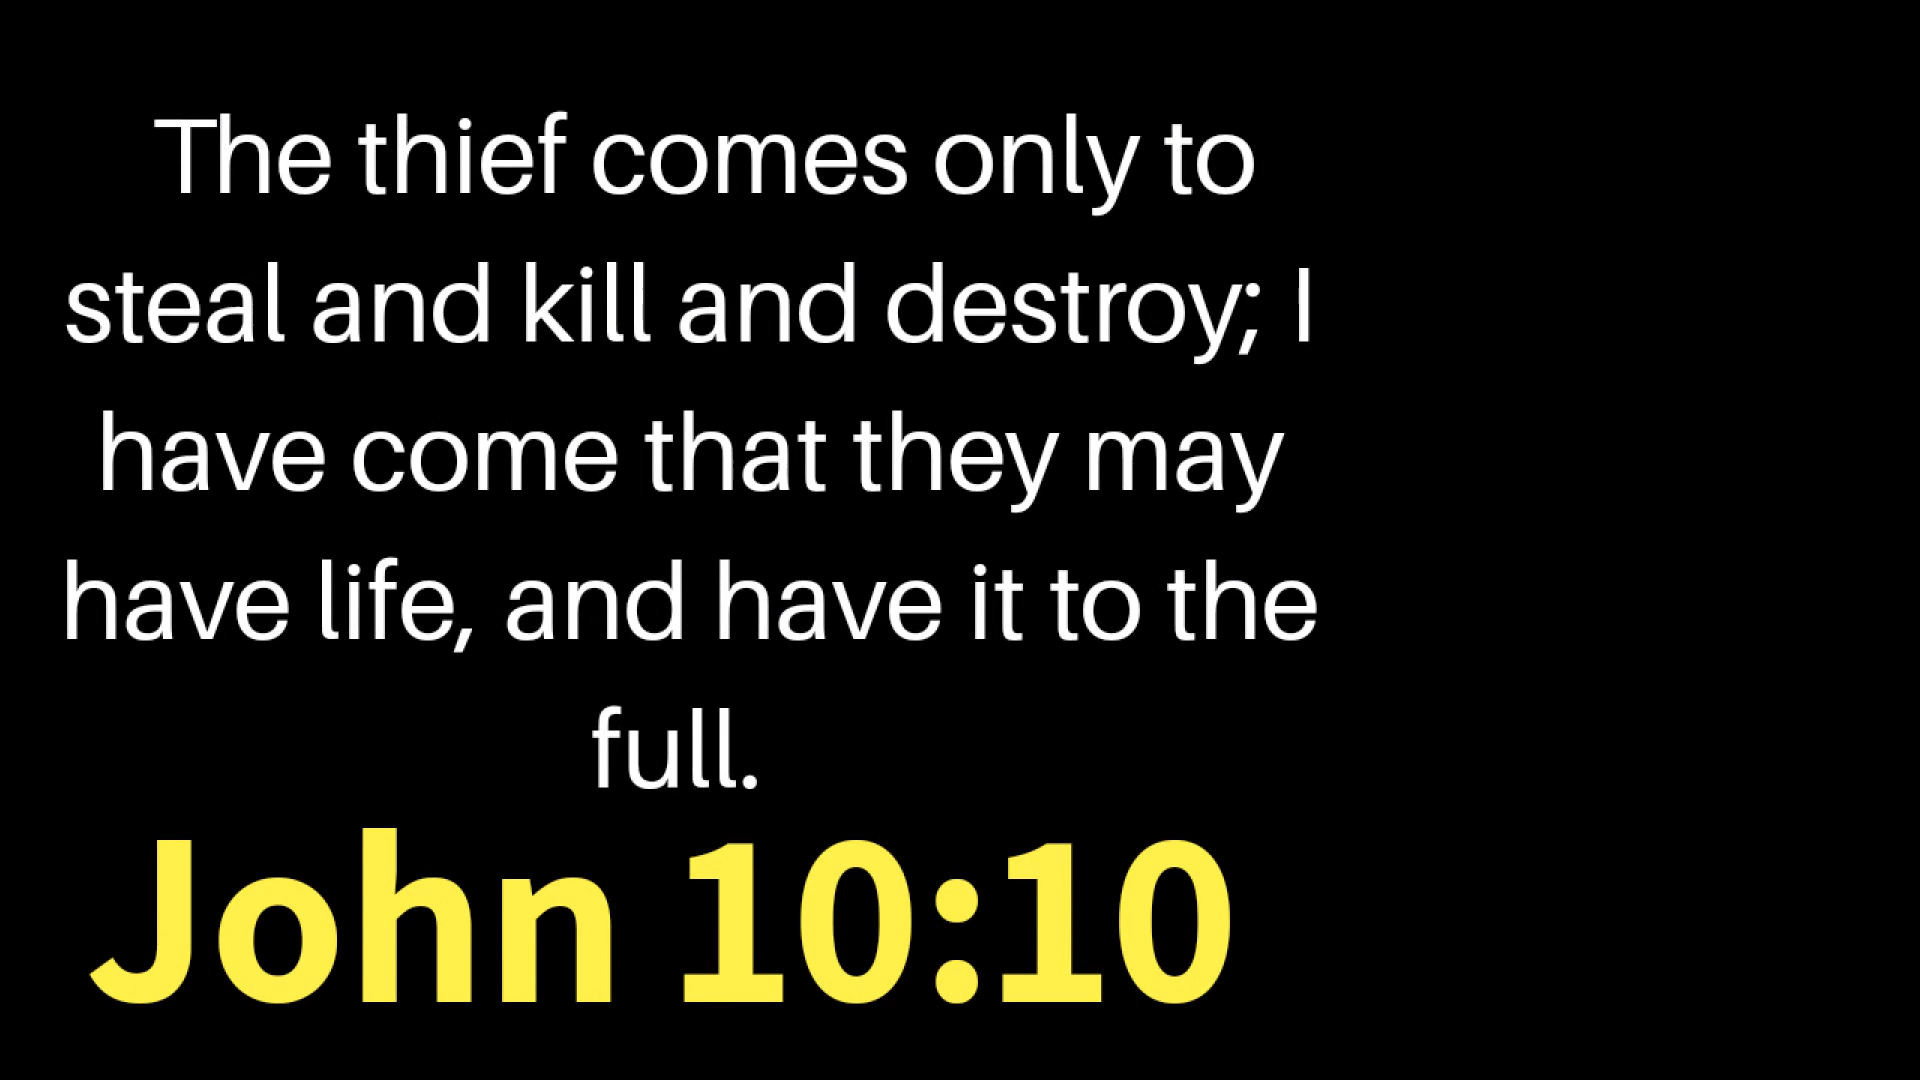 The thief comes only to
steal and kill and destroy; I
have come that they may
have life, and have it to the
full.
John 10:10